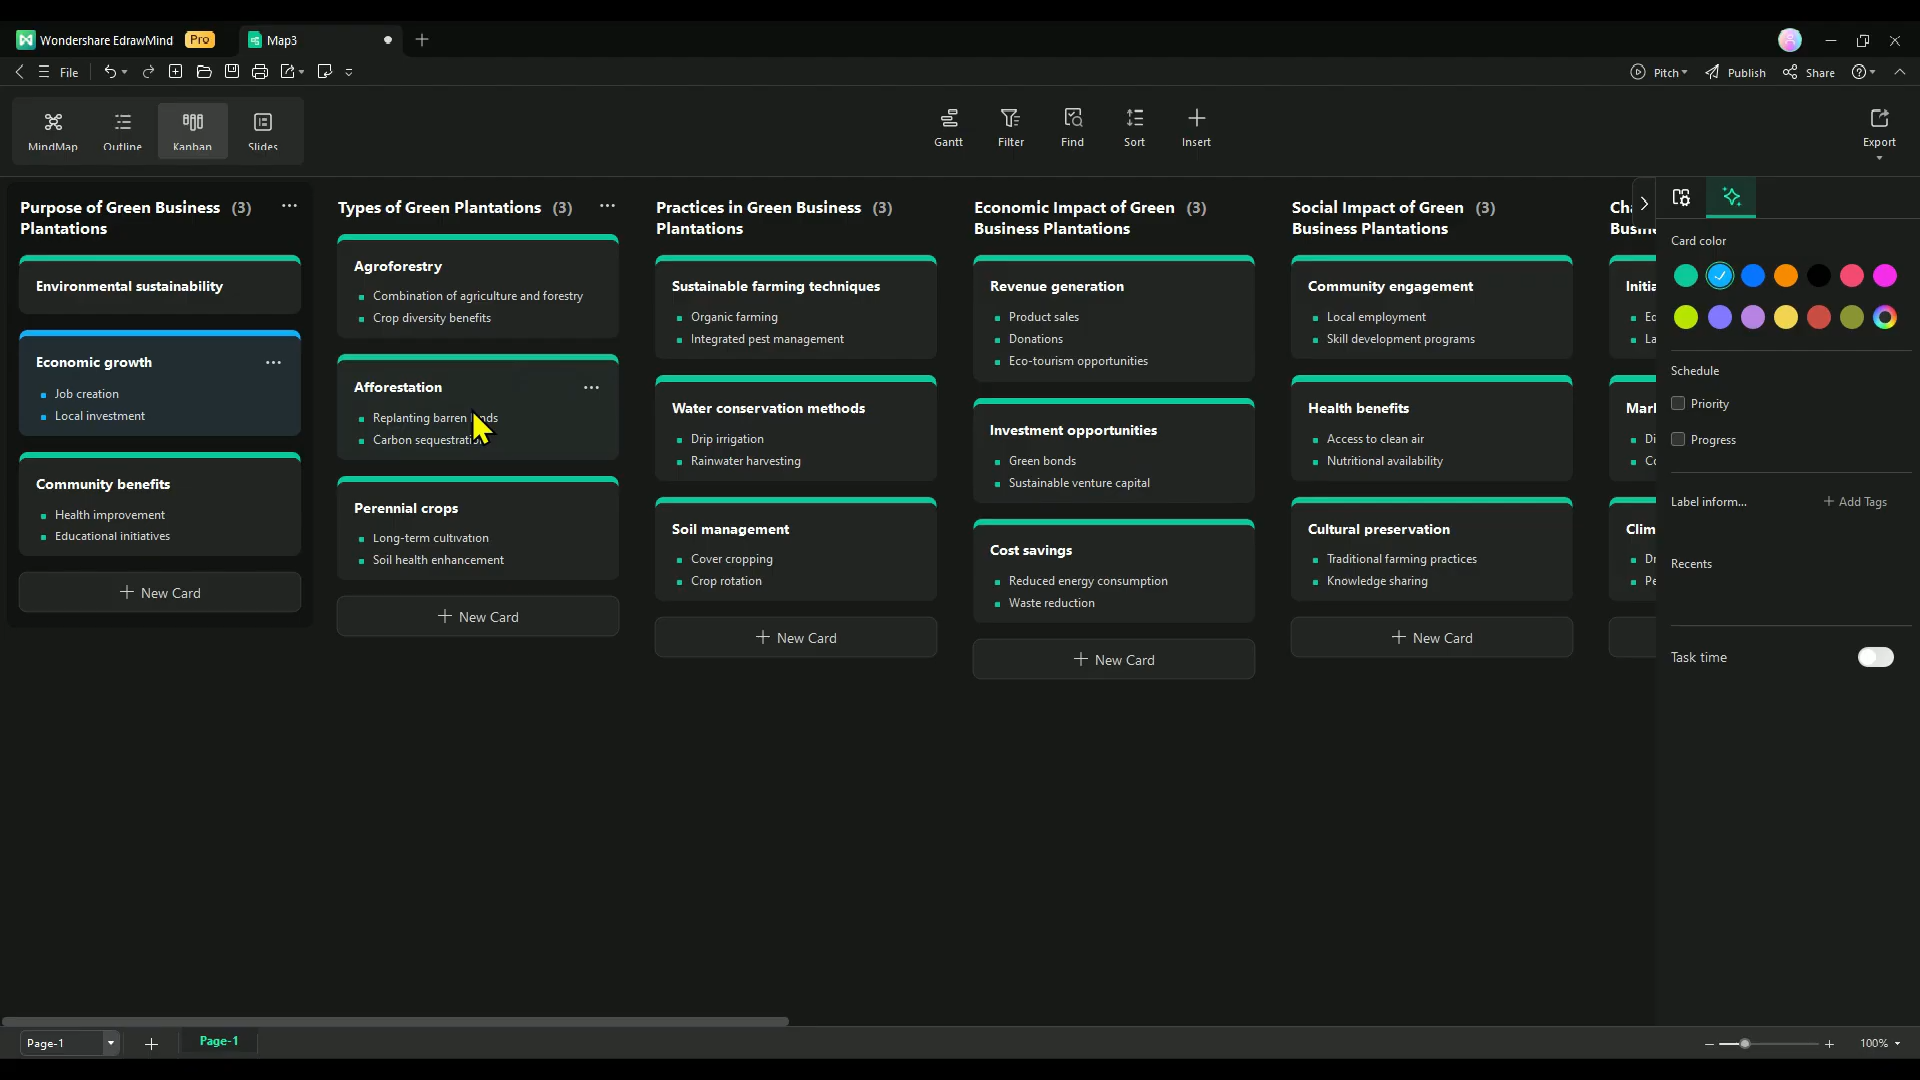 Wondershare EdrawMind Pro
Map3
File
Pitch
Publish
Share
MindMap
Outline
Kanban
Slides
Gantt
Filter
Find
Sort
Insert
Export
Purpose of Green Business (3)
Plantations
Environmental sustainability
Economic growth
Job creation
Local investment
Community benefits
Health improvement
Educational initiatives
New Card
Types of Green Plantations (3)
Agroforestry
Combination of agriculture and forestry
Crop diversity benefits
Afforestation
Replanting barren lands
Carbon sequestration
Perennial crops
Long-term cultivation
Soil health enhancement
New Card
Practices in Green Business (3)
Plantations
Sustainable farming techniques
Organic farming
Integrated pest management
Water conservation methods
Drip irrigation
Rainwater harvesting
Soil management
Cover cropping
Crop rotation
New Card
Economic Impact of Green (3)
Business Plantations
Revenue generation
Product sales
Donations
Eco-tourism opportunities
Investment opportunities
Green bonds
Sustainable venture capital
Cost savings
Reduced energy consumption
Waste reduction
New Card
Social Impact of Green (3)
Business Plantations
Community engagement
Local employment
Skill development programs
Health benefits
Access to clean air
Nutritional availability
Cultural preservation
Traditional farming practices
Knowledge sharing
New Card
Card color
Schedule
Priority
Progress
Label inform...
Add Tags
Recents
Task time
Page-1
Page-1
100%